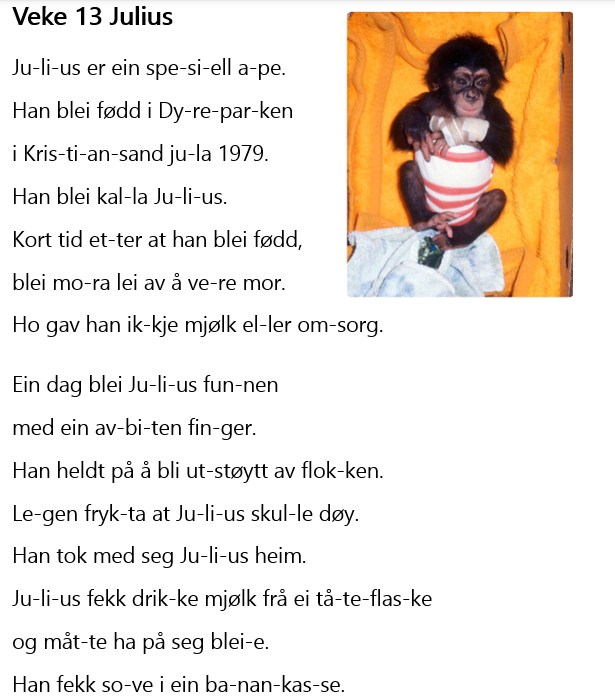 Veke 13 Julius
Ju-li-us er ein spe-si-ell a-pe.
Han blei fødd i Dy-re-par-ken
i Kris-ti-an-sand ju-la 1979.
Han blei kal-la Ju-li-us.
Kort tid et-ter at han blei fødd,
blei mo-ra lei av å ve-re mor.
Ho gav han ik-kje mjølk el-ler om-sorg.
Ein dag blei Ju-li-us fun-nen
med ein av-bi-ten fin-ger.
Han heldt på å bli ut-støytt av flok-ken.
Le-gen fryk-ta at Ju-li-us skul-le døy.
Han tok med seg Ju-li-us heim.
Ju-li-us fekk drik-ke mjølk frå ei tå-te-flas-ke
og måt-te ha på seg blei-e.
Han fekk so-ve i ein ba-nan-kas-se.